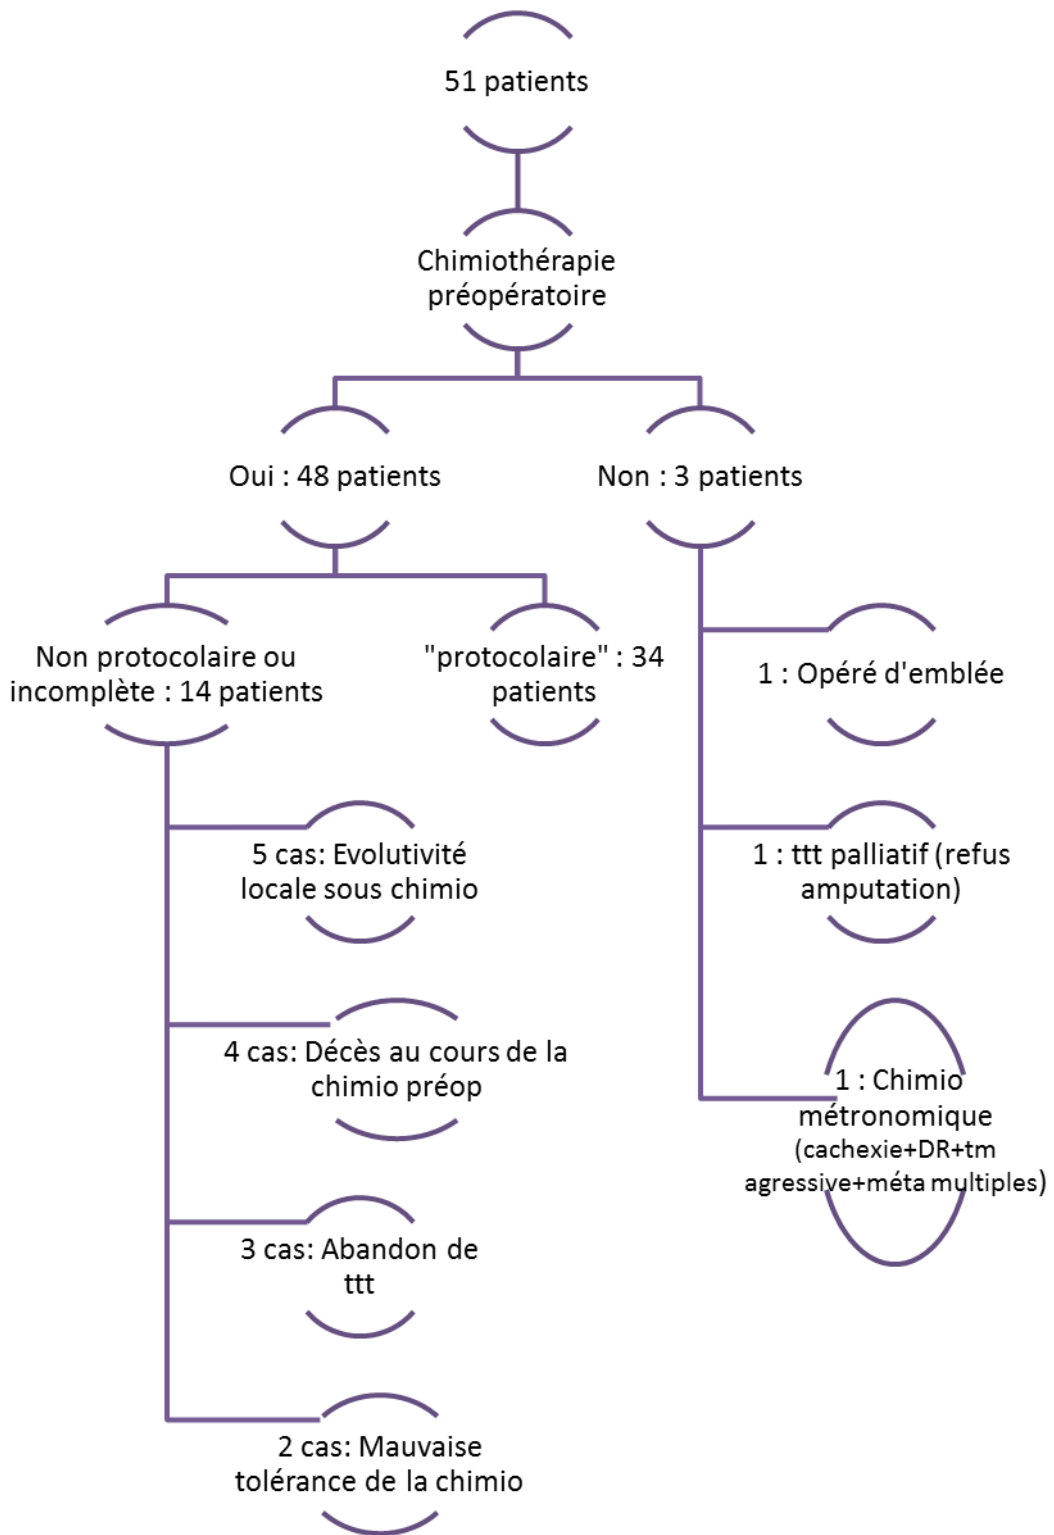 51 patients
Chimiothérapie
préopératoire
Oui : 48 patients
Non : 3 patients
Non protocolaire ou
incomplète : 14 patients
"protocolaire" : 34
patients
5 cas: Evolutivité
locale sous chimio
4 cas: Décès au cours de la
chimio préop
3 cas: Abandon de
ttt
2 cas: Mauvaise
tolérance de la chimio
1 : Opéré d'emblée
1 : ttt palliatif (refus
amputation)
1 : Chimio
métronomique
(cachexie+DR+tm
agressive+méta multiples)